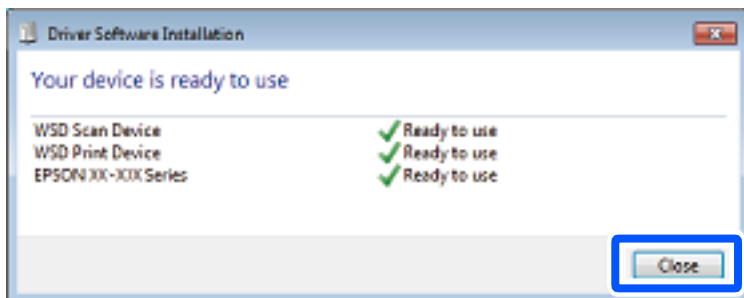 Driver Software Installation
Your device is ready to use
WSD Scan Device Ready to use
WSD Print Device Ready to use
EPSON XX-XXX Series Ready to use
Close